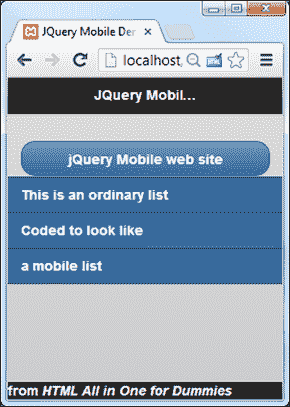 JQuery Mobile Der
localhost,
JQuery Mobil...
jQuery Mobile web site
This is an ordinary list
Coded to look like
a mobile list
from HTML All in One for Dummies